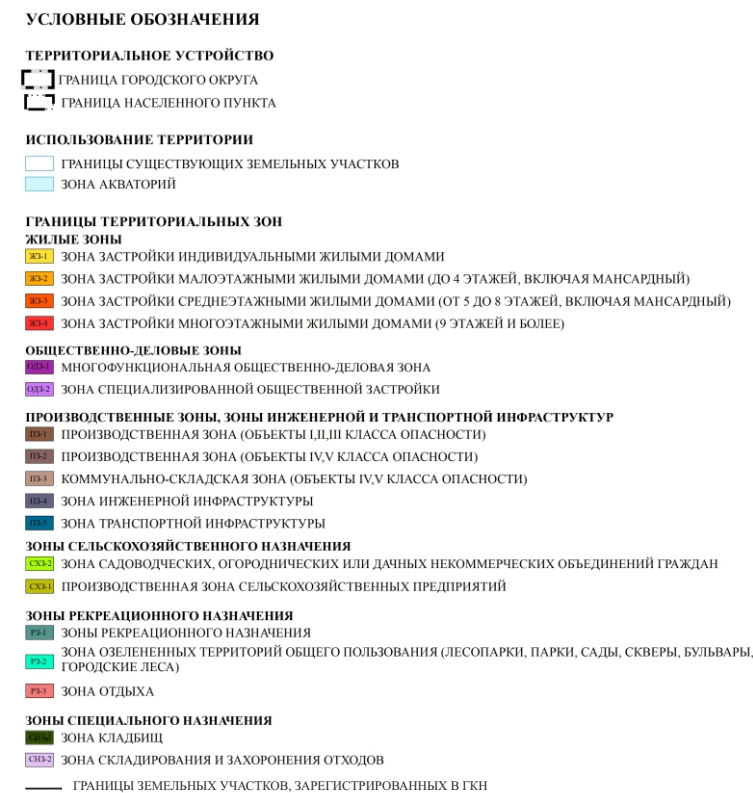 УСЛОВНЫЕ ОБОЗНАЧЕНИЯ
ТЕРРИТОРИАЛЬНОЕ УСТРОЙСТВО
ГРАНИЦА ГОРОДСКОГО ОКРУГА
ГРАНИЦА НАСЕЛЕННОГО ПУНКТА
ИСПОЛЬЗОВАНИЕ ТЕРРИТОРИИ
ГРАНИЦЫ СУЩЕСТВУЮЩИХ ЗЕМЕЛЬНЫХ УЧАСТКОВ
ЗОНА АКВАТОРИЙ
ГРАНИЦЫ ТЕРРИТОРИАЛЬНЫХ ЗОН
ЖИЛЫЕ ЗОНЫ
ЖЗ-1 ЗОНА ЗАСТРОЙКИ ИНДИВИДУАЛЬНЫМИ ЖИЛЫМИ ДОМАМИ
ЖЗ-2 ЗОНА ЗАСТРОЙКИ МАЛОЭТАЖНЫМИ ЖИЛЫМИ ДОМАМИ (ДО 4 ЭТАЖЕЙ, ВКЛЮЧАЯ МАНСАРДНЫЙ)
ЖЗ-3 ЗОНА ЗАСТРОЙКИ СРЕДНЕЭТАЖНЫМИ ЖИЛЫМИ ДОМАМИ (ОТ 5 ДО 8 ЭТАЖЕЙ, ВКЛЮЧАЯ МАНСАРДНЫЙ)
ЖЗ-4 ЗОНА ЗАСТРОЙКИ МНОГОЭТАЖНЫМИ ЖИЛЫМИ ДОМАМИ (9 ЭТАЖЕЙ И БОЛЕЕ)
ОБЩЕСТВЕННО-ДЕЛОВЫЕ ЗОНЫ
ОДЗ-1 МНОГОФУНКЦИОНАЛЬНАЯ ОБЩЕСТВЕННО-ДЕЛОВАЯ ЗОНА
ОДЗ-2 ЗОНА СПЕЦИАЛИЗИРОВАННОЙ ОБЩЕСТВЕННОЙ ЗАСТРОЙКИ
ПРОИЗВОДСТВЕННЫЕ ЗОНЫ, ЗОНЫ ИНЖЕНЕРНОЙ И ТРАНСПОРТНОЙ ИНФРАСТРУКТУР
ПЗ-1 ПРОИЗВОДСТВЕННАЯ ЗОНА (ОБЪЕКТЫ I,II,III КЛАССА ОПАСНОСТИ)
ПЗ-2 ПРОИЗВОДСТВЕННАЯ ЗОНА (ОБЪЕКТЫ IV,V КЛАССА ОПАСНОСТИ)
ПЗ-3 КОММУНАЛЬНО-СКЛАДСКАЯ ЗОНА (ОБЪЕКТЫ IV,V КЛАССА ОПАСНОСТИ)
ПЗ-4 ЗОНА ИНЖЕНЕРНОЙ ИНФРАСТРУКТУРЫ
ПЗ-5 ЗОНА ТРАНСПОРТНОЙ ИНФРАСТРУКТУРЫ
ЗОНЫ СЕЛЬСКОХОЗЯЙСТВЕННОГО НАЗНАЧЕНИЯ
СХЗ-2 ЗОНА САДОВОДЧЕСКИХ, ОГОРОДНИЧЕСКИХ ИЛИ ДАЧНЫХ НЕКОММЕРЧЕСКИХ ОБЪЕДИНЕНИЙ ГРАЖДАН
СХЗ-1 ПРОИЗВОДСТВЕННАЯ ЗОНА СЕЛЬСКОХОЗЯЙСТВЕННЫХ ПРЕДПРИЯТИЙ
ЗОНЫ РЕКРЕАЦИОННОГО НАЗНАЧЕНИЯ
РЗ-1 ЗОНЫ РЕКРЕАЦИОННОГО НАЗНАЧЕНИЯ
РЗ-2 ЗОНА ОЗЕЛЕНЕННЫХ ТЕРРИТОРИЙ ОБЩЕГО ПОЛЬЗОВАНИЯ (ЛЕСОПАРКИ, ПАРКИ, САДЫ, СКВЕРЫ, БУЛЬВАРЫ,
ГОРОДСКИЕ ЛЕСА)
РЗ-3 ЗОНА ОТДЫХА
ЗОНЫ СПЕЦИАЛЬНОГО НАЗНАЧЕНИЯ
СНЗ-1 ЗОНА КЛАДБИЩ
СНЗ-2 ЗОНА СКЛАДИРОВАНИЯ И ЗАХОРОНЕНИЯ ОТХОДОВ
ГРАНИЦЫ ЗЕМЕЛЬНЫХ УЧАСТКОВ, ЗАРЕГИСТРИРОВАННЫХ В ГКН